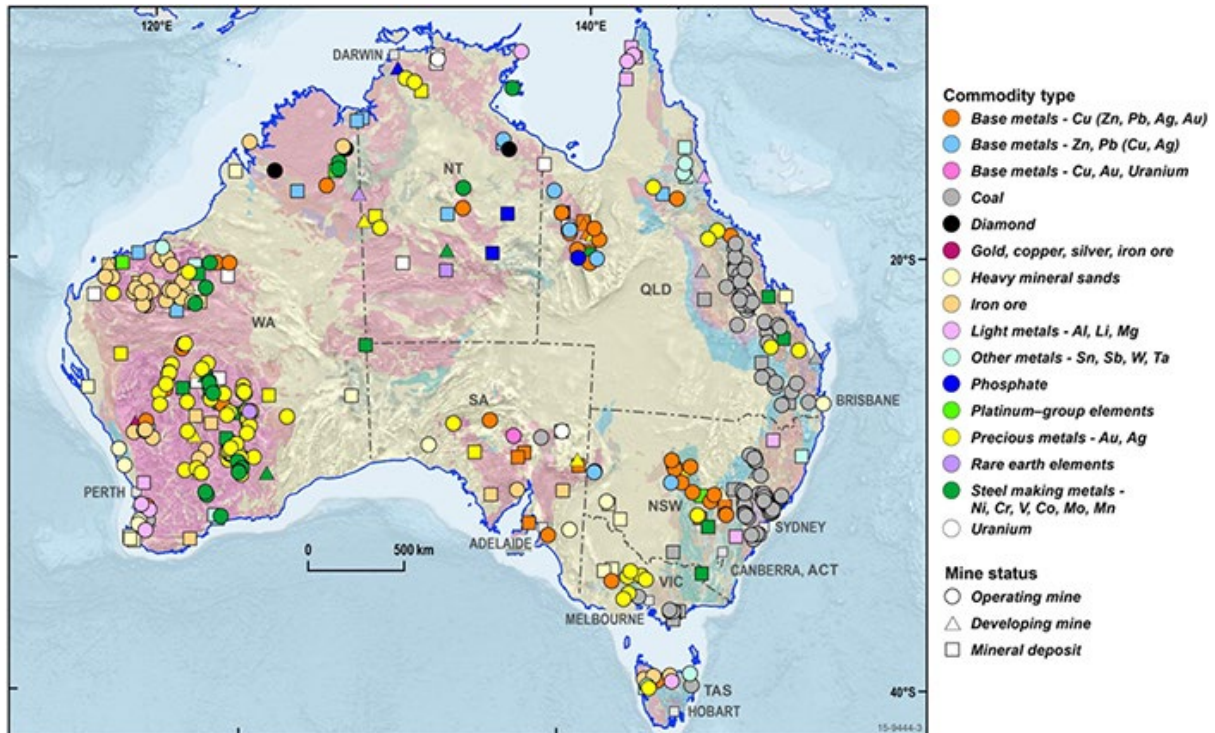 120°E
140°E
DARWIN
NT
20°S
QLD
WA
SA
BRISBANE
PERTH
NSW
0
500 km
ADELAIDE
SYDNEY
CANBERRA, ACT
VIC
MELBOURNE
TAS
40°S
HOBART
15-9444-3
Commodity type
Base metals - Cu (Zn, Pb, Ag, Au)
Base metals - Zn, Pb (Cu, Ag)
Base metals - Cu, Au, Uranium
Coal
Diamond
Gold, copper, silver, iron ore
Heavy mineral sands
Iron ore
Light metals - Al, Li, Mg
Other metals - Sn, Sb, W, Ta
Phosphate
Platinum–group elements
Precious metals - Au, Ag
Rare earth elements
Steel making metals -
Ni, Cr, V, Co, Mo, Mn
Uranium
Mine status
Operating mine
Developing mine
Mineral deposit